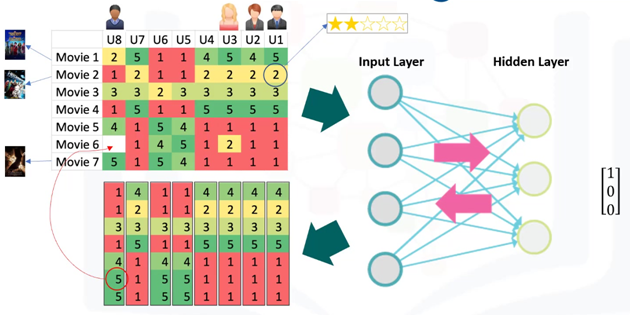 U8 U7 U6 U5 U4 U3 U2 U1
Movie 1 2 5 1 1 4 5 4 5
Movie 2 1 2 1 1 2 2 2 2
Movie 3 3 3 2 3 3 3 3 3
Movie 4 1 5 1 1 5 5 5 5
Movie 5 4 1 5 4 1 1 1 1
Movie 6 1 4 5 1 2 1 1
Movie 7 5 1 5 4 1 1 1 1
1 4 1 1 4 4 4 4
1 2 1 1 2 2 2 2
3 3 3 3 3 3 3 3
1 5 1 1 5 5 5 5
4 1 4 4 1 1 1 1
5 1 5 5 1 1 1 1
5 1 5 5 1 1 1 1
Input Layer
Hidden Layer
1
0
0